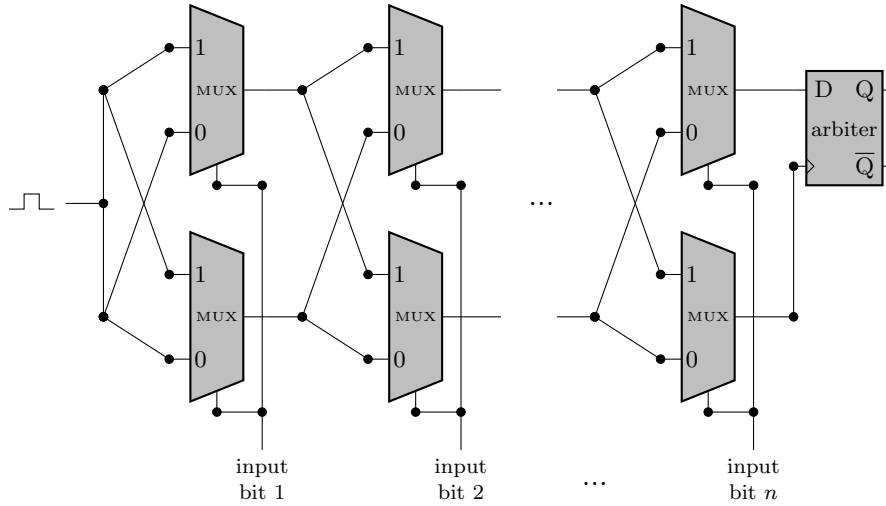 1
MUX
0
1
MUX
0
1
MUX
0
D Q
arbiter
Q
...
1
MUX
0
1
MUX
0
1
MUX
0
input
bit 1
input
bit 2
...
input
bit n